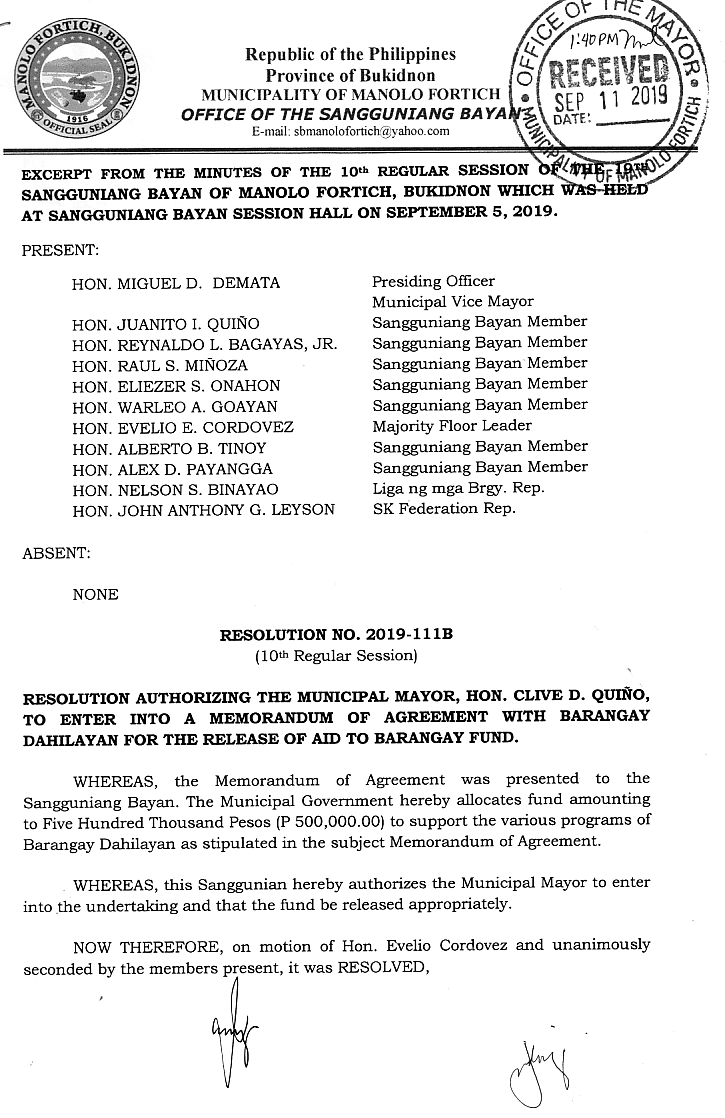 MANOLO FORTICH, BUKIDNON
1916
OFFICIAL SEAL
Republic of the Philippines
Province of Bukidnon
MUNICIPALITY OF MANOLO FORTICH
OFFICE OF THE SANGGUNIANG BAYAN
E-mail: sbmanolofortich@yahoo.com
OFFICE OF THE MAYOR
1:40PM
RECEIVED
SEP 11 2019
DATE:
MUNICIPALITY OF MANOLO FORTICH
EXCERPT FROM THE MINUTES OF THE 10th REGULAR SESSION OF THE 19TH
SANGGUNIANG BAYAN OF MANOLO FORTICH, BUKIDNON WHICH WAS HELD
AT SANGGUNIANG BAYAN SESSION HALL ON SEPTEMBER 5, 2019.
PRESENT:
HON. MIGUEL D. DEMATA Presiding Officer
Municipal Vice Mayor
HON. JUANITO I. QUIÑO Sangguniang Bayan Member
HON. REYNALDO L. BAGAYAS, JR. Sangguniang Bayan Member
HON. RAUL S. MIÑOZA Sangguniang Bayan Member
HON. ELIEZER S. ONAHON Sangguniang Bayan Member
HON. WARLEO A. GOAYAN Sangguniang Bayan Member
HON. EVELIO E. CORDOVEZ Majority Floor Leader
HON. ALBERTO B. TINOY Sangguniang Bayan Member
HON. ALEX D. PAYANGGA Sangguniang Bayan Member
HON. NELSON S. BINAYAO Liga ng mga Brgy. Rep.
HON. JOHN ANTHONY G. LEYSON SK Federation Rep.
ABSENT:
NONE
RESOLUTION NO. 2019-111B
(10th Regular Session)
RESOLUTION AUTHORIZING THE MUNICIPAL MAYOR, HON. CLIVE D. QUIÑO,
TO ENTER INTO A MEMORANDUM OF AGREEMENT WITH BARANGAY
DAHILAYAN FOR THE RELEASE OF AID TO BARANGAY FUND.
WHEREAS, the Memorandum of Agreement was presented to the
Sangguniang Bayan. The Municipal Government hereby allocates fund amounting
to Five Hundred Thousand Pesos (P 500,000.00) to support the various programs of
Barangay Dahilayan as stipulated in the subject Memorandum of Agreement.
WHEREAS, this Sanggunian hereby authorizes the Municipal Mayor to enter
into the undertaking and that the fund be released appropriately.
NOW THEREFORE, on motion of Hon. Evelio Cordovez and unanimously
seconded by the members present, it was RESOLVED,